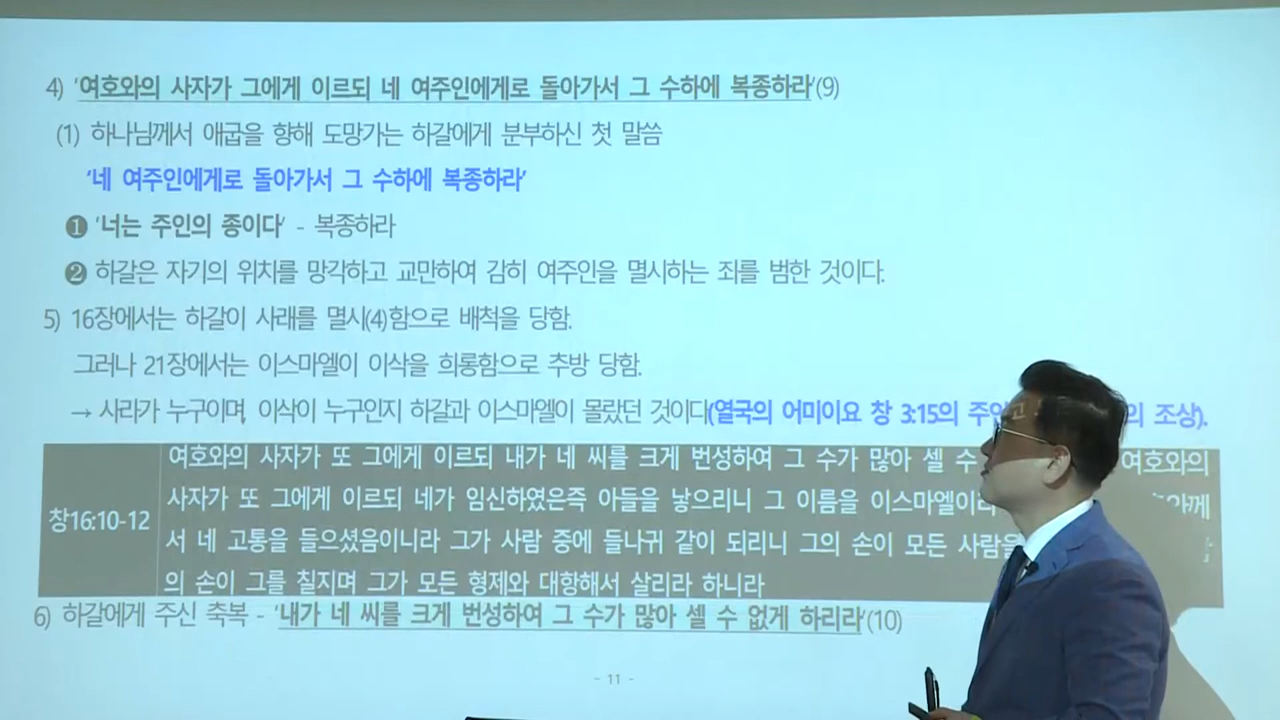 4) '여호와의 사자가 그에게 이르되 네 여주인에게로 돌아가서 그 수하에 복종하라'(9)
(1) 하나님께서 애굽을 향해 도망가는 하갈에게 분부하신 첫 말씀
'네 여주인에게로 돌아가서 그 수하에 복종하라'
❶ '너는 주인의 종이다' - 복종하라
❷ 하갈은 자기의 위치를 망각하고 교만하여 감히 여주인을 멸시하는 죄를 범한 것이다.
5) 16장에서는 하갈이 사래를 멸시(4)함으로 배척을 당함.
그러나 21장에서는 이스마엘이 이삭을 희롱함으로 추방 당함.
→ 사라가 누구이며, 이삭이 누구인지 하갈과 이스마엘이 몰랐던 것이다(열국의 어미이요 창 3:15의 의 조상).
여호와의 사자가 또 그에게 이르되 내가 네 씨를 크게 번성하여 그 수가 많아 셀 수 여호와의
창16:10-12 사자가 또 그에게 이르되 네가 임신하였은즉 아들을 낳으리니 그 이름을
서 네 고통을 들으셨음이니라 그가 사람 중에 들나귀 같이 되리니 그의 손이 모든
의 손이 그를 칠지며 그가 모든 형제와 대항해서 살리라 하니라
6) 하갈에게 주신 축복 - '내가 네 씨를 크게 번성하여 그 수가 많아 셀 수 없게 하리라'(10)
- 11 -